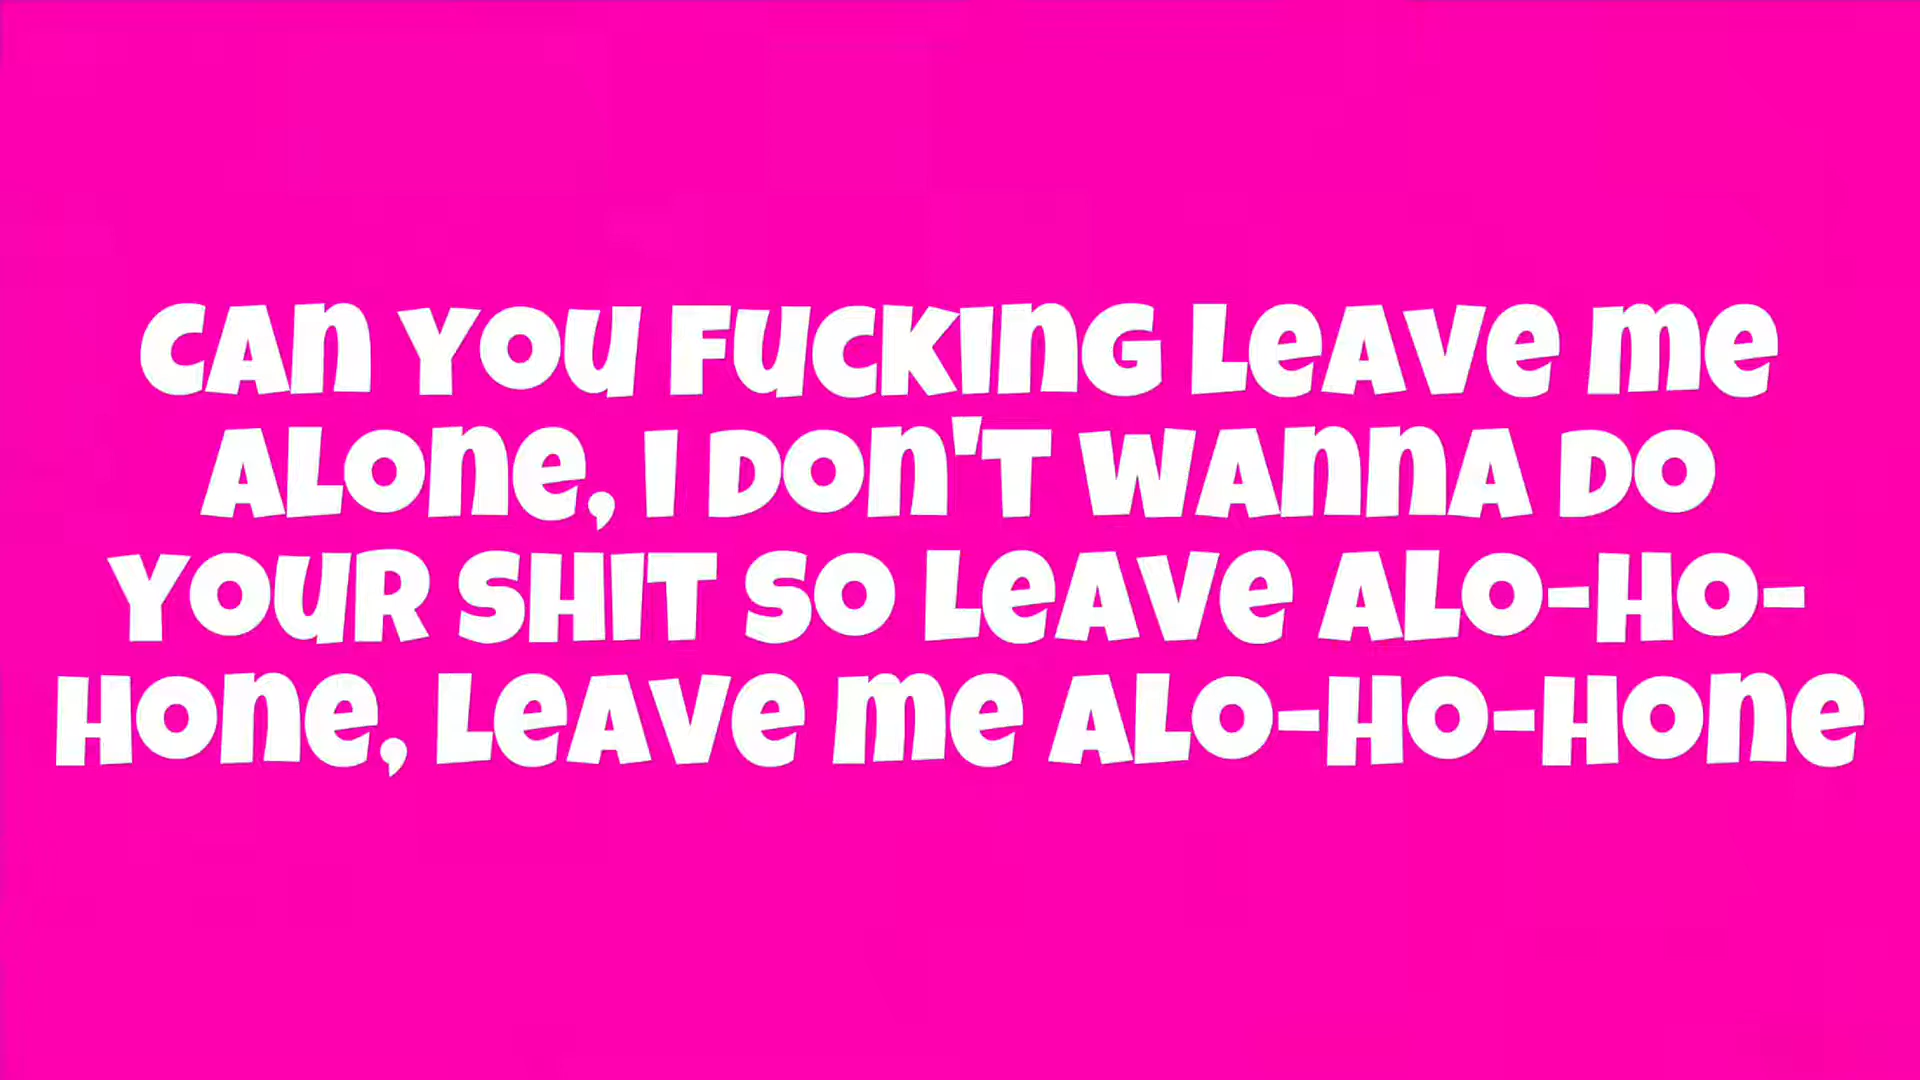 CAN YOU FUCKING LEAVE ME
ALONE, I DON'T WANNA DO
YOUR SHIT SO LEAVE ALO-HO-
HONE, LEAVE ME ALO-HO-HONE